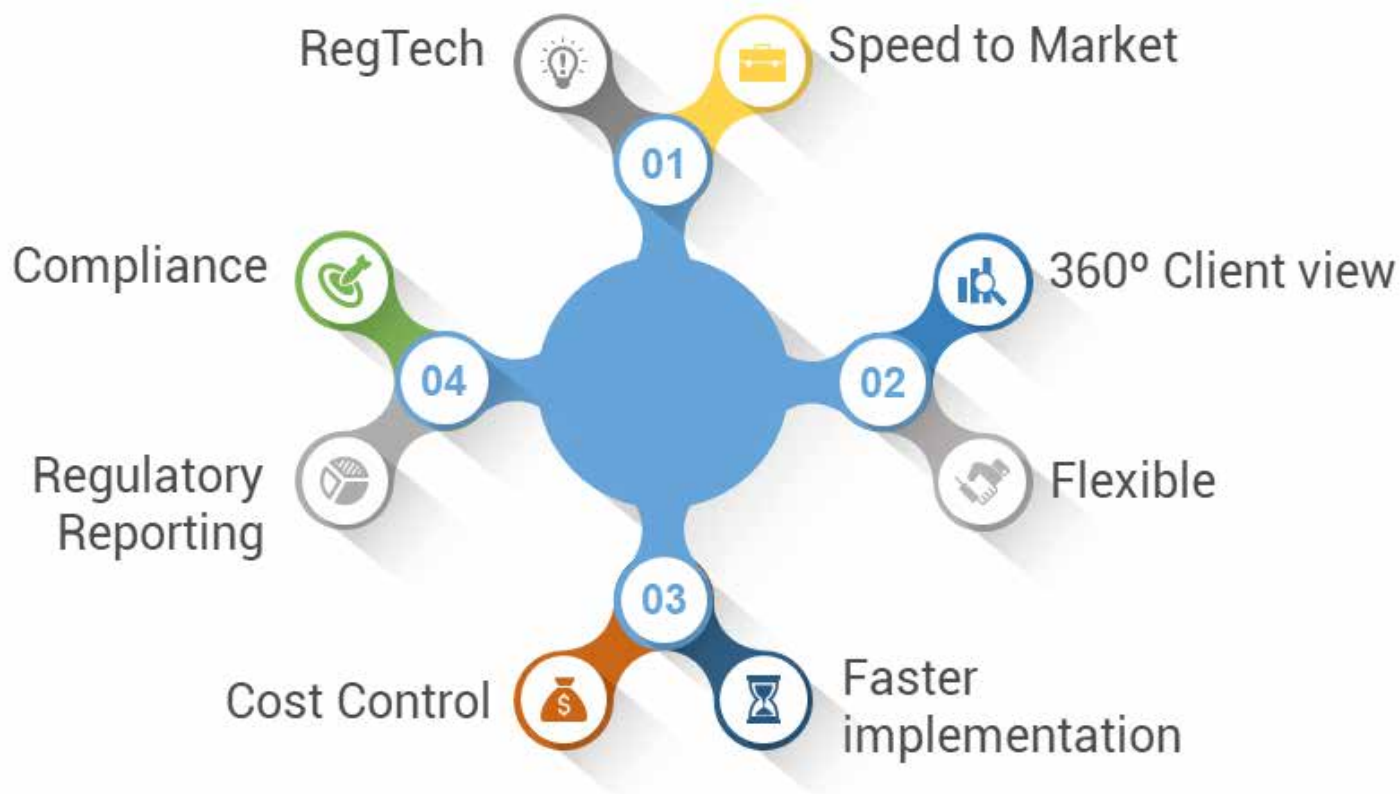 RegTech
Speed to Market
01
Compliance
360º Client view
04
02
Regulatory
Reporting
Flexible
03
Cost Control
Faster
implementation
$